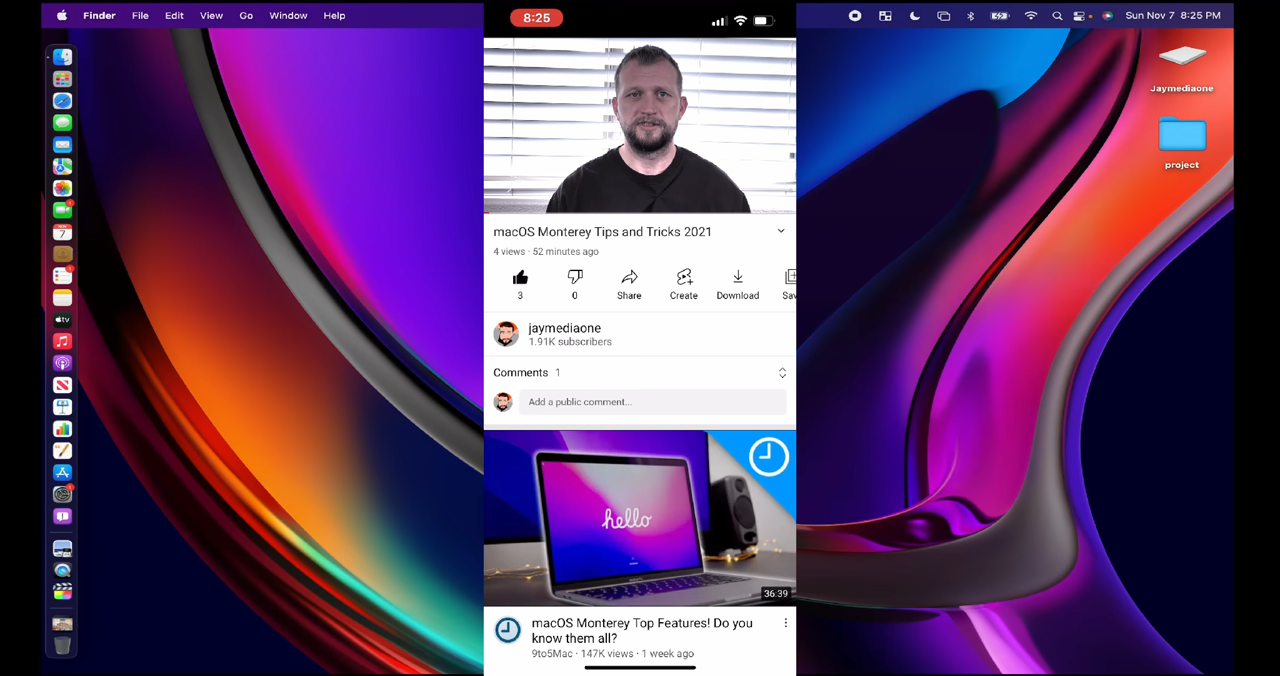 Finder File Edit View Go Window Help
8:25
Sun Nov 7 8:25 PM
Jaymediaone
project
7
tv
macOS Monterey Tips and Tricks 2021
4 views · 52 minutes ago
3 0 Share Create Download Sav
jaymediaone
1.91K subscribers
Comments 1
Add a public comment...
hello
36:39
macOS Monterey Top Features! Do you
know them all?
9to5Mac · 147K views · 1 week ago